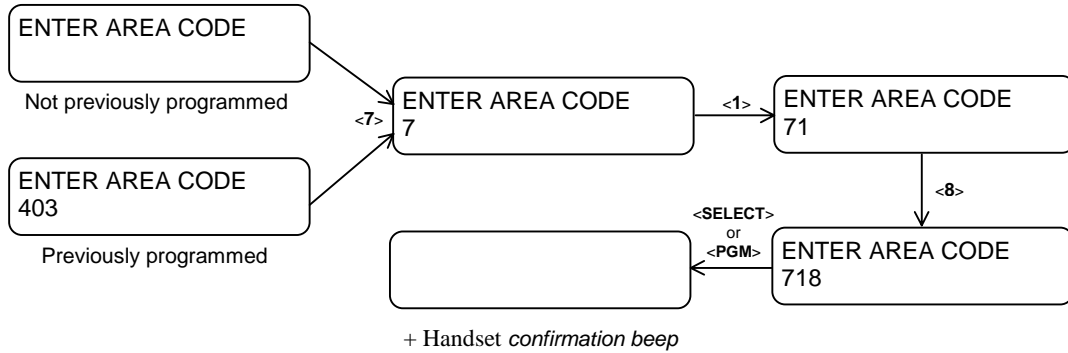 ENTER AREA CODE
Not previously programmed
ENTER AREA CODE
403
Previously programmed
<7>
ENTER AREA CODE
7
<1>
ENTER AREA CODE
71
<8>
ENTER AREA CODE
718
<SELECT>
or
<PGM>
+ Handset confirmation beep